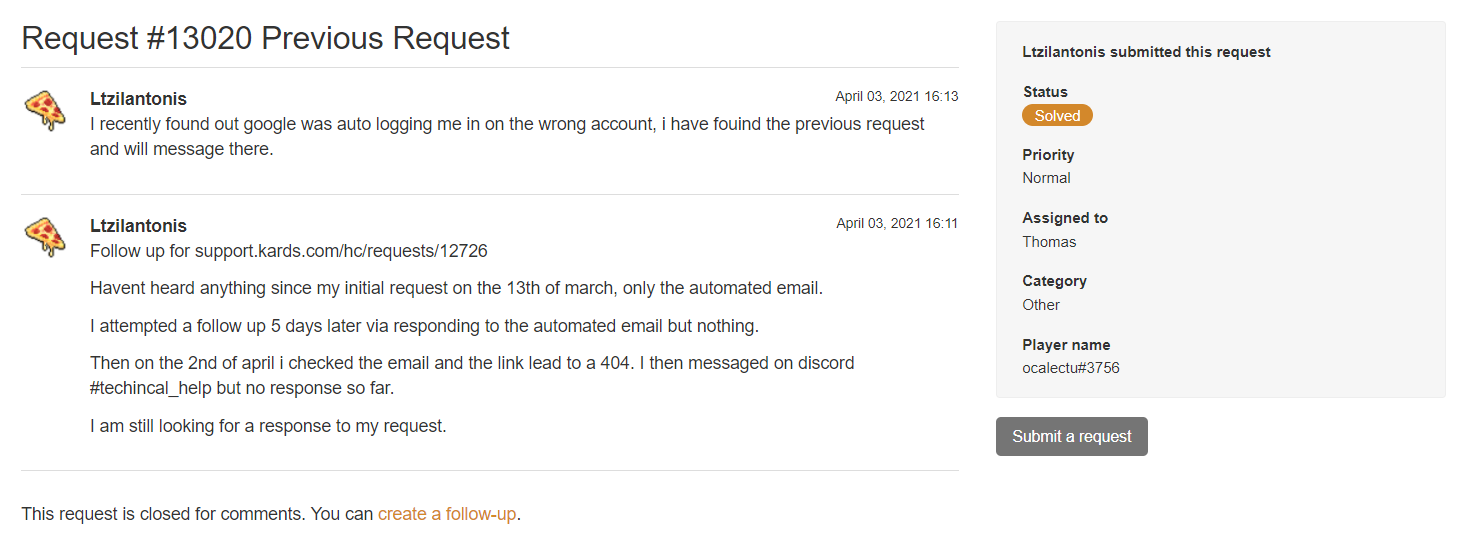 Request #13020 Previous Request
Ltzilantonis
April 03, 2021 16:13
I recently found out google was auto logging me in on the wrong account, i have fouind the previous request
and will message there.
Ltzilantonis
April 03, 2021 16:11
Follow up for support.kards.com/hc/requests/12726
Havent heard anything since my initial request on the 13th of march, only the automated email.
I attempted a follow up 5 days later via responding to the automated email but nothing.
Then on the 2nd of april i checked the email and the link lead to a 404. I then messaged on discord
#techincal_help but no response so far.
I am still looking for a response to my request.
This request is closed for comments. You can create a follow-up.
Ltzilantonis submitted this request
Status
Solved
Priority
Normal
Assigned to
Thomas
Category
Other
Player name
ocalectu#3756
Submit a request